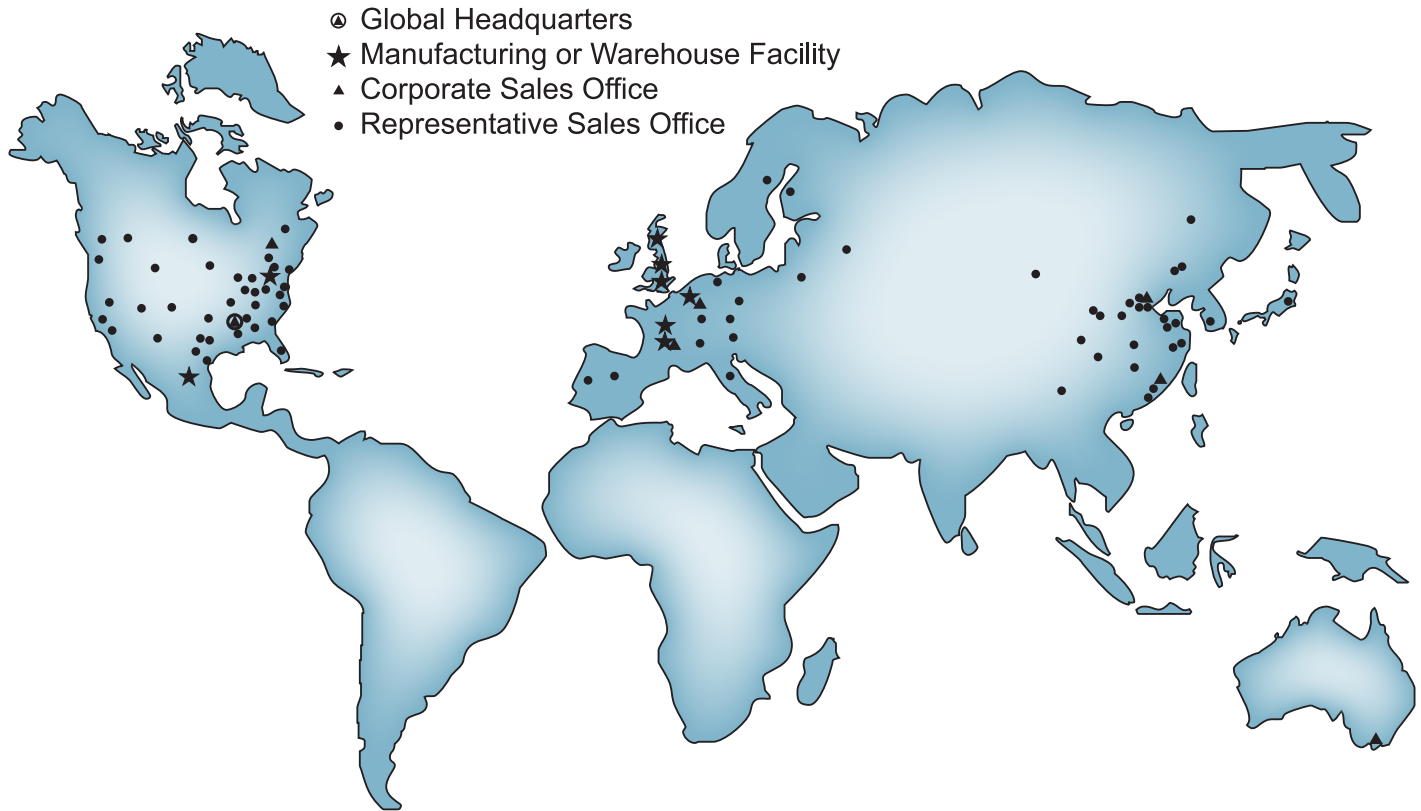 Global Headquarters
Manufacturing or Warehouse Facility
Corporate Sales Office
Representative Sales Office